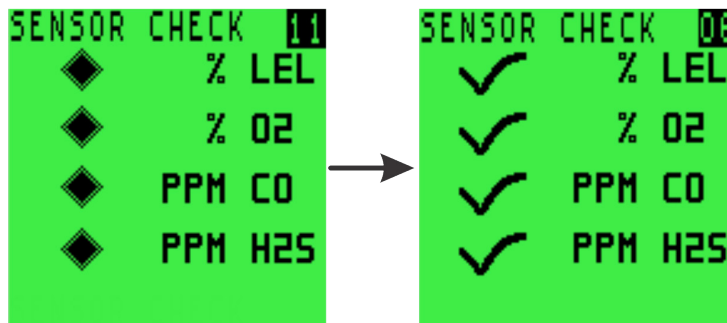 SENSOR CHECK 11
% LEL
% O2
PPM CO
PPM H2S
SENSOR CHECK
% LEL
% O2
PPM CO
PPM H2S